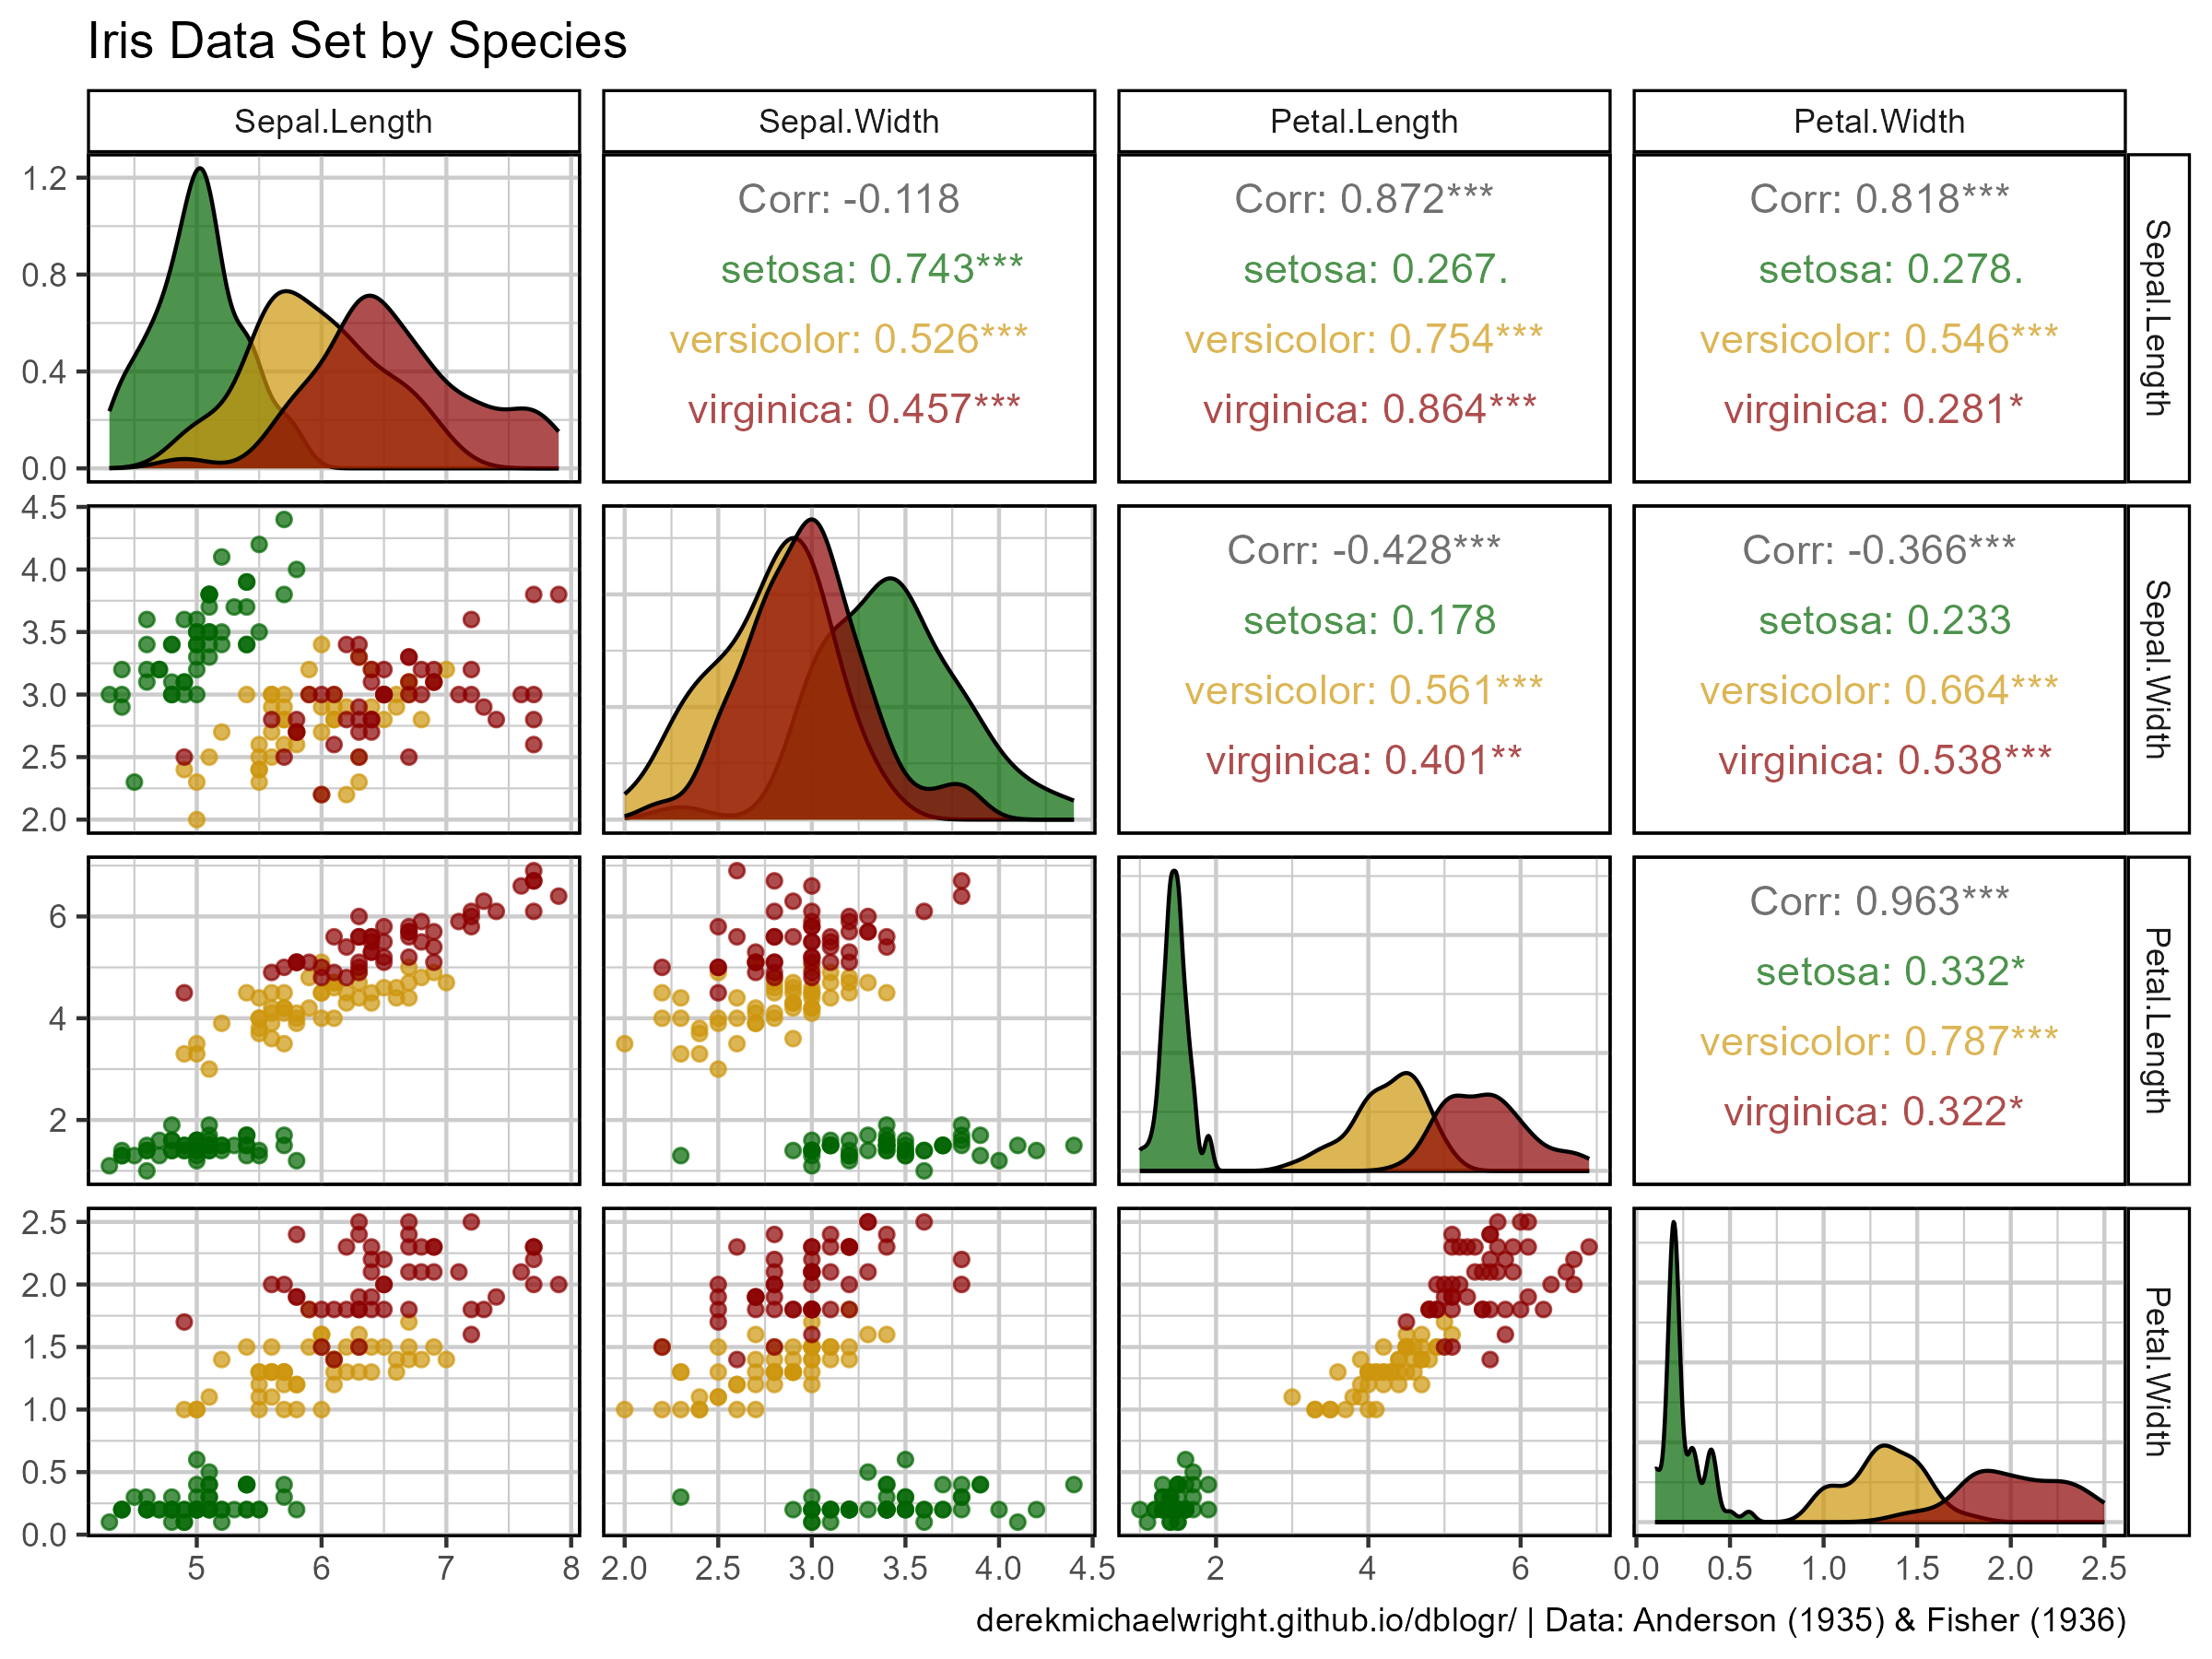 Iris Data Set by Species
Sepal.Length Sepal.Width Petal.Length Petal.Width
1.2
0.8
0.4
0.0
Corr: -0.118
setosa: 0.743***
versicolor: 0.526***
virginica: 0.457***
Corr: 0.872***
setosa: 0.267.
versicolor: 0.754***
virginica: 0.864***
Corr: 0.818***
setosa: 0.278.
versicolor: 0.546***
virginica: 0.281*
Sepal.Length
4.5
4.0
3.5
3.0
2.5
2.0
Corr: -0.428***
setosa: 0.178
versicolor: 0.561***
virginica: 0.401**
Corr: -0.366***
setosa: 0.233
versicolor: 0.664***
virginica: 0.538***
Sepal.Width
6
4
2
Corr: 0.963***
setosa: 0.332*
versicolor: 0.787***
virginica: 0.322*
Petal.Length
2.5
2.0
1.5
1.0
0.5
0.0
Petal.Width
5 6 7 8 2.0 2.5 3.0 3.5 4.0 4.5 2 4 6 0.0 0.5 1.0 1.5 2.0 2.5
derekmichaelwright.github.io/dblogr/ | Data: Anderson (1935) & Fisher (1936)